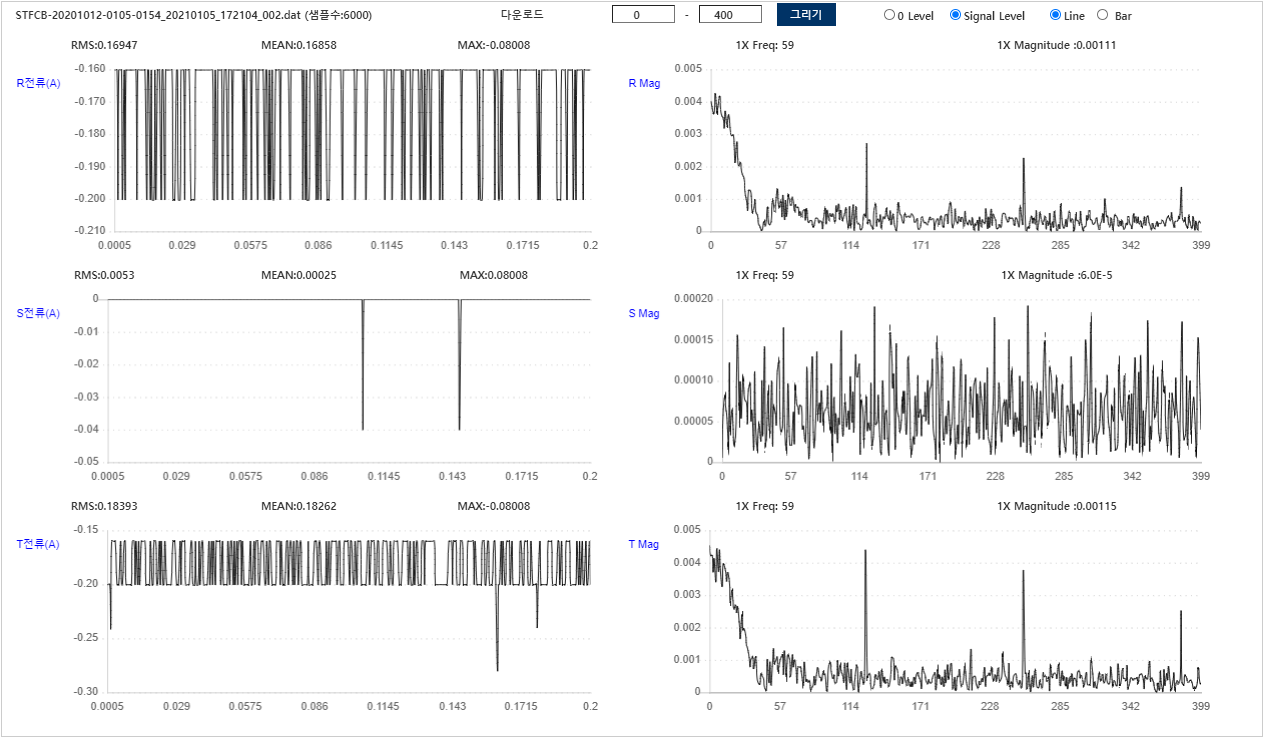 STFCB-20201012-0105-0154_20210105_172104_002.dat (샘플수:6000) 다운로드 0 - 400 그리기 0 Level Signal Level Line Bar
RMS:0.16947 MEAN:0.16858 MAX:-0.08008
R전류(A)
-0.160
-0.170
-0.180
-0.190
-0.200
-0.210
0.0005 0.029 0.0575 0.086 0.1145 0.143 0.1715 0.2
1X Freq: 59 1X Magnitude :0.00111
R Mag
0.005
0.004
0.003
0.002
0.001
0
0 57 114 171 228 285 342 399
RMS:0.0053 MEAN:0.00025 MAX:0.08008
S전류(A)
0
-0.01
-0.02
-0.03
-0.04
-0.05
0.0005 0.029 0.0575 0.086 0.1145 0.143 0.1715 0.2
1X Freq: 59 1X Magnitude :6.0E-5
S Mag
0.00020
0.00015
0.00010
0.00005
0
0 57 114 171 228 285 342 399
RMS:0.18393 MEAN:0.18262 MAX:-0.08008
T전류(A)
-0.15
-0.20
-0.25
-0.30
0.0005 0.029 0.0575 0.086 0.1145 0.143 0.1715 0.2
1X Freq: 59 1X Magnitude :0.00115
T Mag
0.005
0.004
0.003
0.002
0.001
0
0 57 114 171 228 285 342 399